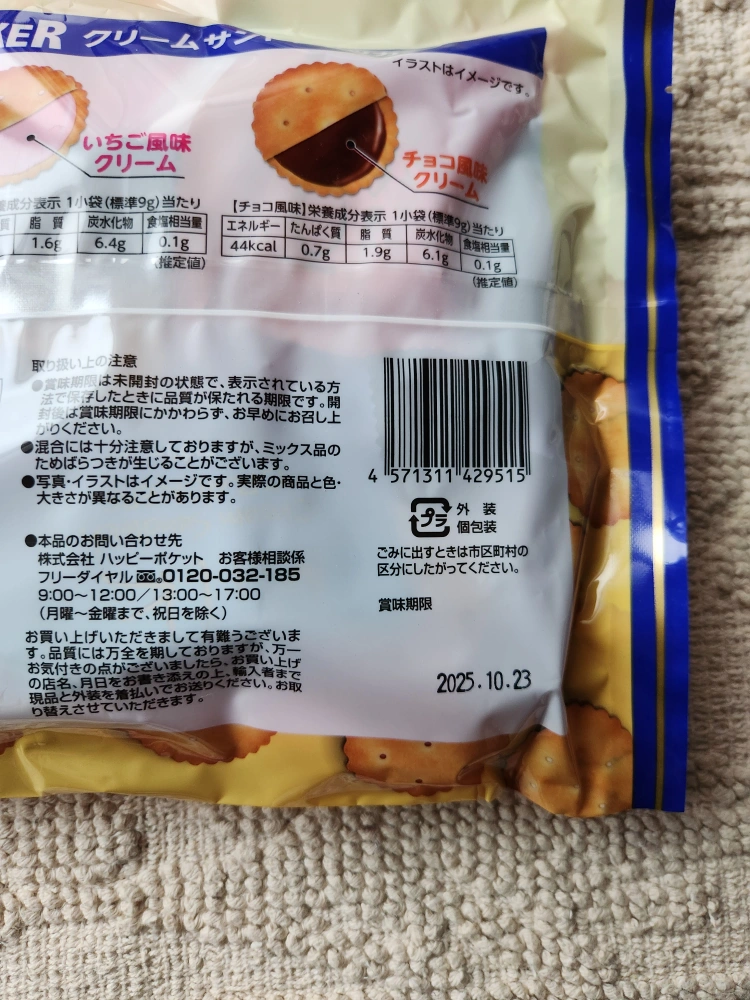 KER クリームサン
イラストはイメージです。
いちご風味
クリーム
チョコ風味
クリーム
成分表示 1小袋(標準9g)当たり
質 脂質 炭水化物 食塩相当量
1.6g 6.4g 0.1g
(推定値)
【チョコ風味】栄養成分表示 1小袋(標準9g)当たり
エネルギー たんぱく質 脂質 炭水化物 食塩相当量
44kcal 0.7g 1.9g 6.1g 0.1g
(推定値)
取り扱い上の注意
●賞味期限は未開封の状態で、表示されている方
法で保存したときに品質が保たれる期限です。開
封後は賞味期限にかかわらず、お早めにお召し上
がりください。
●混合には十分注意しておりますが、ミックス品の
ためばらつきが生じることがございます。
●写真・イラストはイメージです。実際の商品と色・
大きさが異なることがあります。
●本品のお問い合わせ先
株式会社 ハッピーポケット お客様相談係
フリーダイヤル 0120-032-185
9:00〜12:00/13:00〜17:00
(月曜〜金曜まで、祝日を除く)
お買い上げいただきまして有難うございま
す。品質には万全を期しておりますが、万一
お気付きの点がございましたら、お買い上げ
の店名、月日をお書き添えの上、輸入者まで
現品と外装を着払いでお送りください。お取
り替えさせていただきます。
4 571311 429515
プラ 外装
個包装
ごみに出すときは市区町村の
区分にしたがってください。
賞味期限
2025.10.23